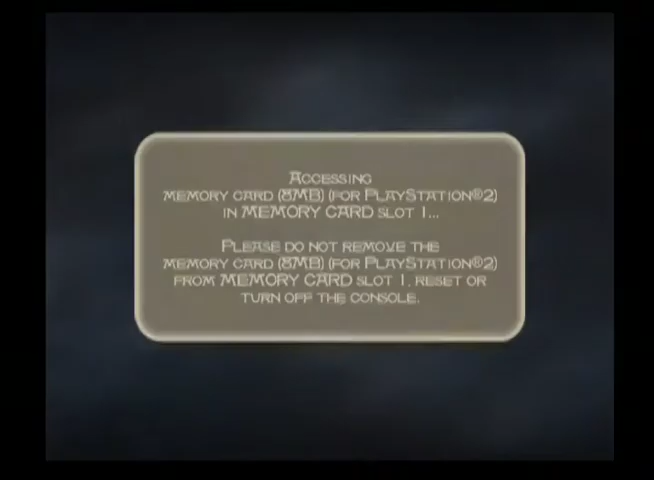 Accessing
memory card (8MB) (for PlayStation®2)
in MEMORY CARD slot 1...
Please do not remove the
memory card (8MB) (for PlayStation®2)
from MEMORY CARD slot 1, reset or
turn off the console.